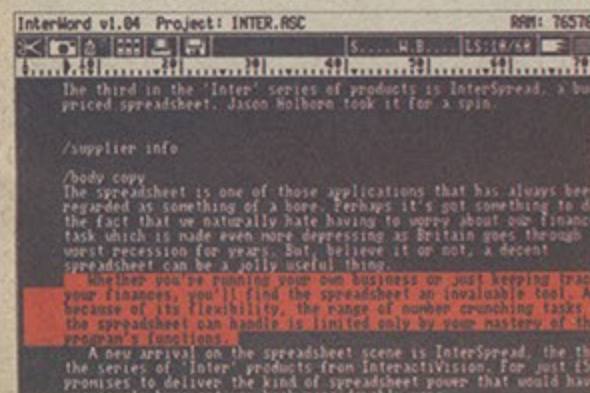 InterWord v1.04 Project: INTER.ASC RAM: 76576
S.....W.B.... LS:10/60
The third in the 'Inter' series of products is InterSpread, a bu
priced spreadsheet. Jason Holborn took it for a spin.
/supplier info
/body copy
The spreadsheet is one of those applications that has always bee
regarded as something of a bore. Perhaps it's got something to d
the fact that we naturally hate having to worry about our financ
task which is made even more depressing as Britain goes through
worst recession for years. But, believe it or not, a decent
spreadsheet can be a jolly useful thing.
Whether you're running your own business or just keeping trac
your finances, you'll find the spreadsheet an invaluable tool. A
because of its flexibility, the range of number crunching tasks
the spreadsheet can handle is limited only by your mastery of th
program's functions.
A new arrival on the spreadsheet scene is InterSpread, the th
the series of 'Inter' products from InteractiVision. For just £5
promises to deliver the kind of spreadsheet power that would hav